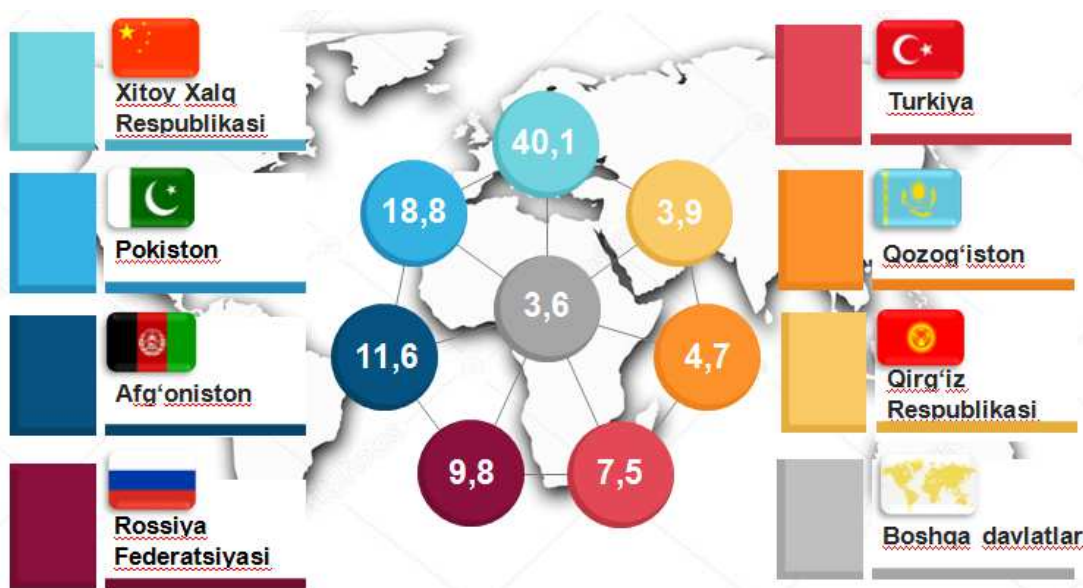 Xitoy Xalq
Respublikasi
Pokiston
Afg‘oniston
Rossiya
Federatsiyasi
40,1
18,8
3,9
3,6
11,6
4,7
9,8
7,5
Turkiya
Qozog‘iston
Qirg‘iz
Respublikasi
Boshqa davlatlar